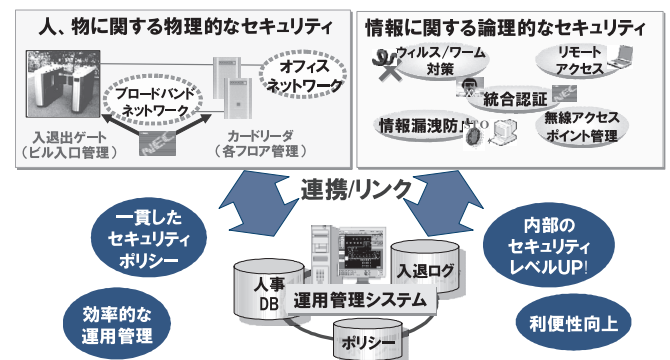 人、物に関する物理的なセキュリティ
オフィス
ネットワーク
ブロードバンド
ネットワーク
入退出ゲート
（ビル入口管理）
NEC
カードリーダ
（各フロア管理）
情報に関する論理的なセキュリティ
ウィルス/ワーム
対策
リモート
アクセス
統合認証
情報漏洩防止
無線アクセス
ポイント管理
連携/リンク
一貫した
セキュリティ
ポリシー
効率的な
運用管理
人事
DB
入退ログ
運用管理システム
ポリシー
内部の
セキュリティ
レベルUP!
利便性向上